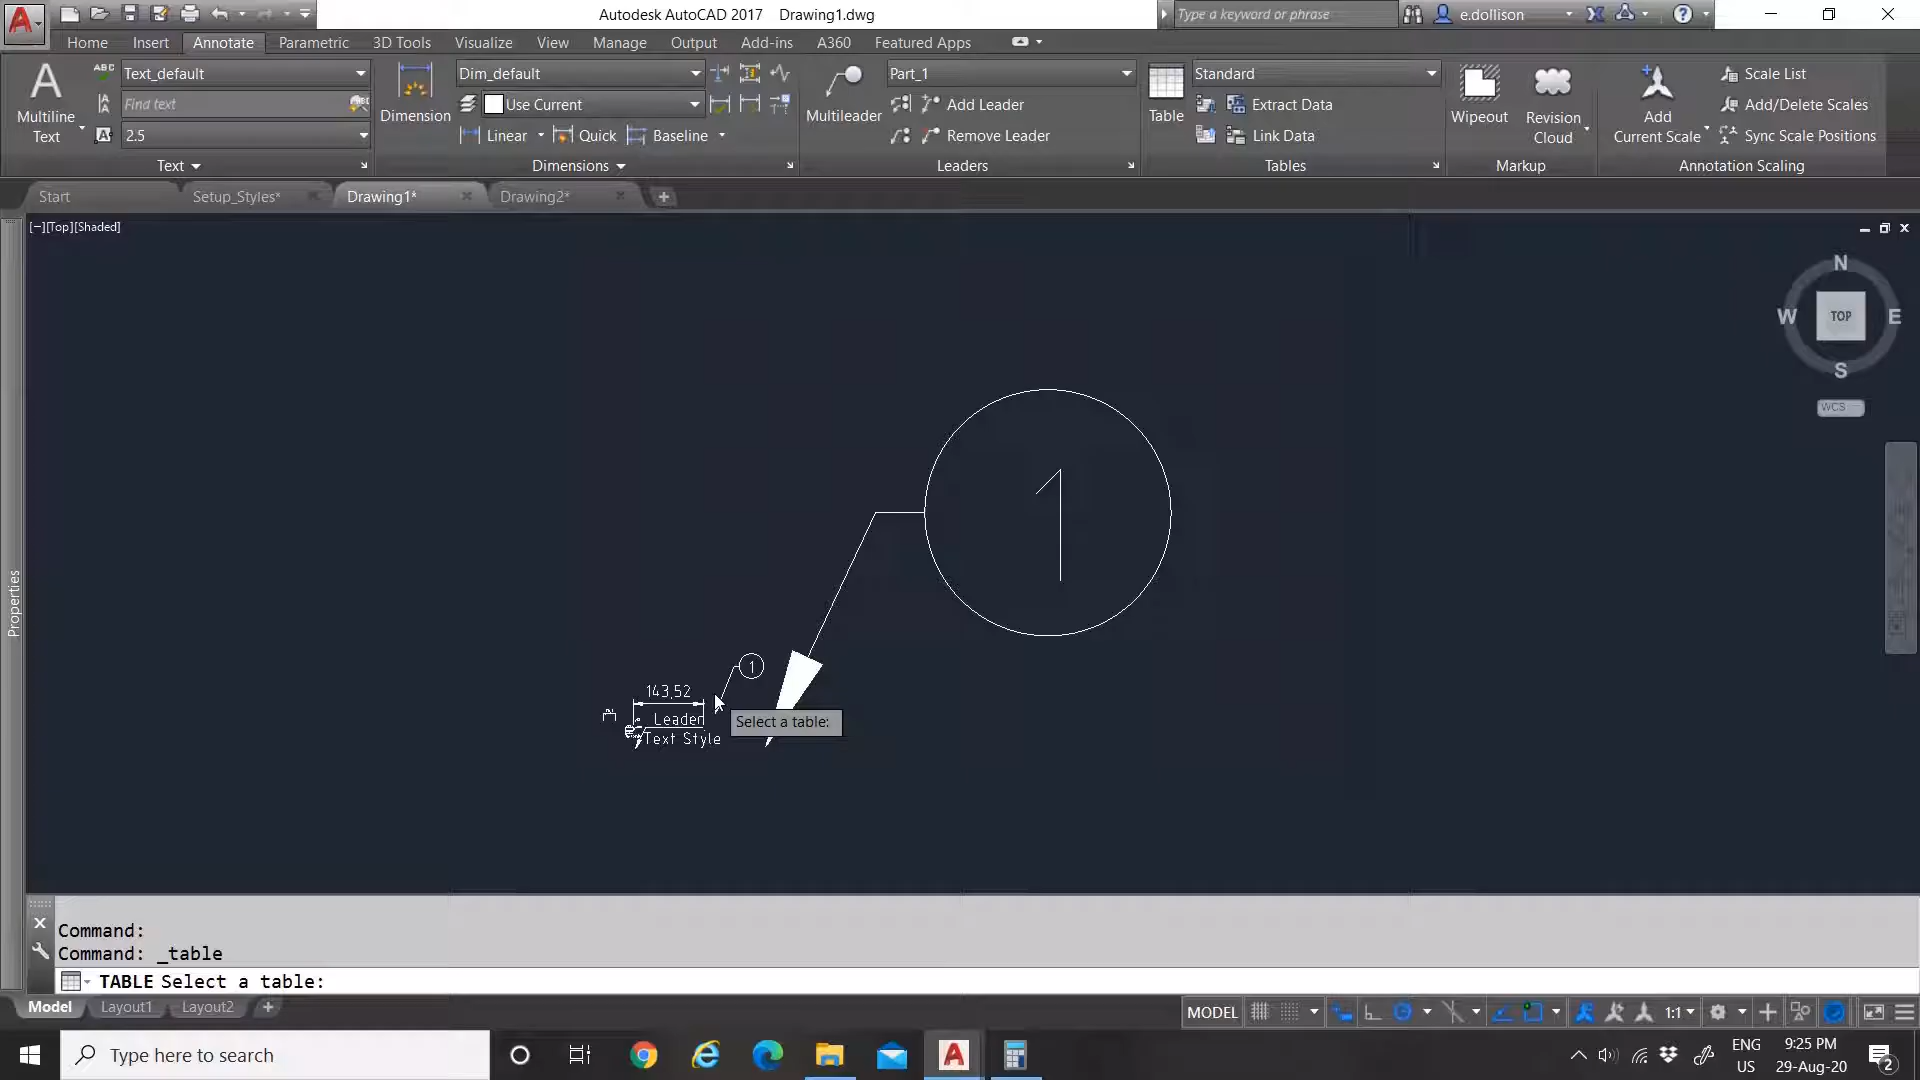 Autodesk AutoCAD 2017 Drawing1.dwg
Type a keyword or phrase
e.dollison
Home Insert Annotate Parametric 3D Tools Visualize View Manage Output Add-ins A360 Featured Apps
Multiline Text
Text_default
Find text
2.5
Text
Dimension
Dim_default
Use Current
Linear Quick Baseline
Dimensions
Multileader
Part_1
Add Leader
Remove Leader
Leaders
Table
Standard
Extract Data
Link Data
Tables
Wipeout
Revision Cloud
Markup
Add Current Scale
Scale List
Add/Delete Scales
Sync Scale Positions
Annotation Scaling
Start Setup_Styles* Drawing1* Drawing2*
[−][Top][Shaded]
N
W TOP E
S
WCS
Properties
1
1
143,52
Leader
Text Style
Select a table:
Command:
Command: _table
TABLE Select a table:
Model Layout1 Layout2
MODEL 1:1
Type here to search
ENG
US
9:25 PM
29-Aug-20
2